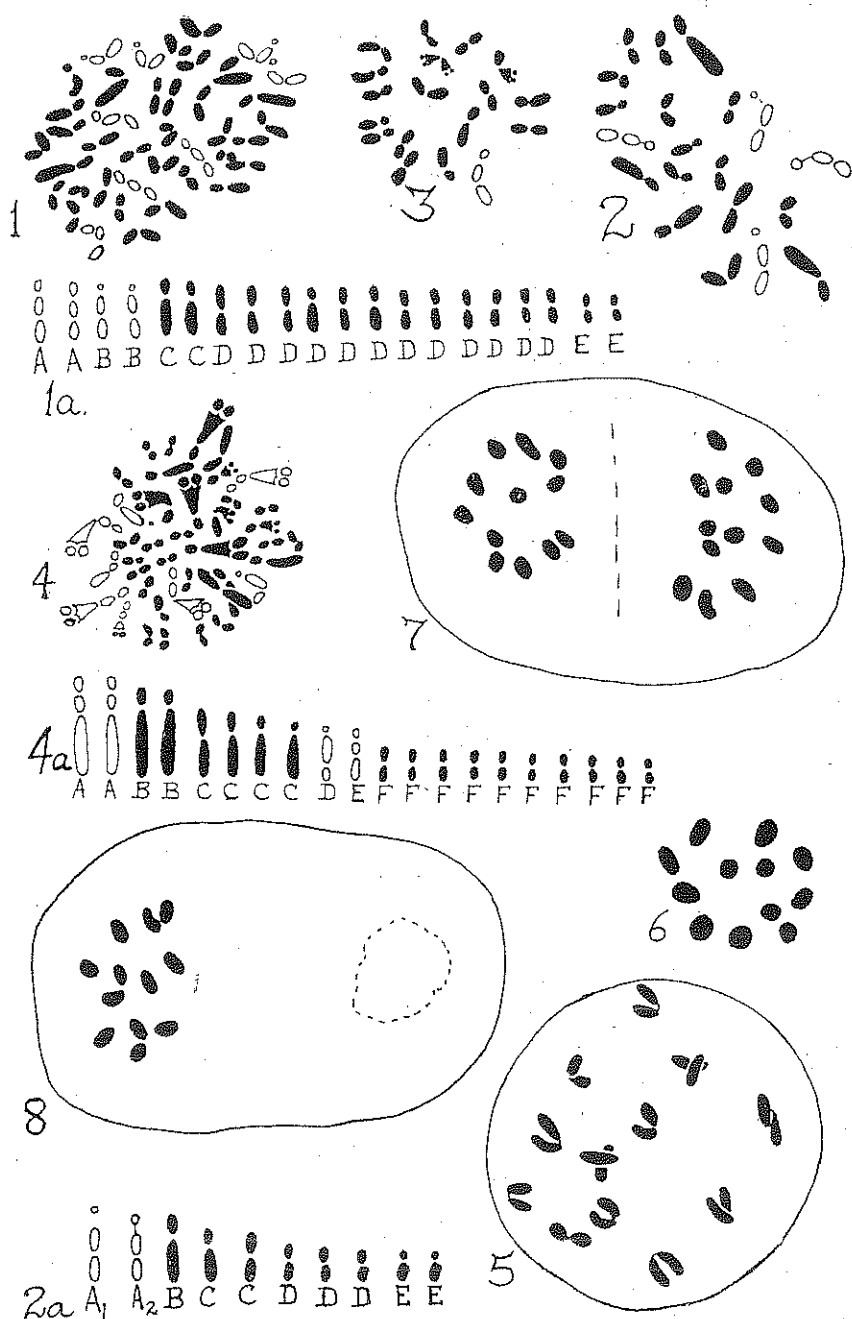 1 3 2
A A B B C C D D D D D D D D D D D D E E
1a.
4
7
4a A A B B C C C C D E F F F F F F F F F F
6
8
5
2a A₁ A₂ B C C D D D E E